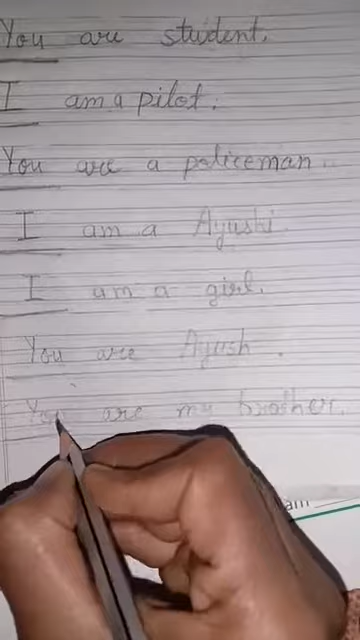 You are student.
I am a pilot.
You are a policeman.
I am a Ayushi.
I am a girl.
You are Ayush.
You are my brother.
am